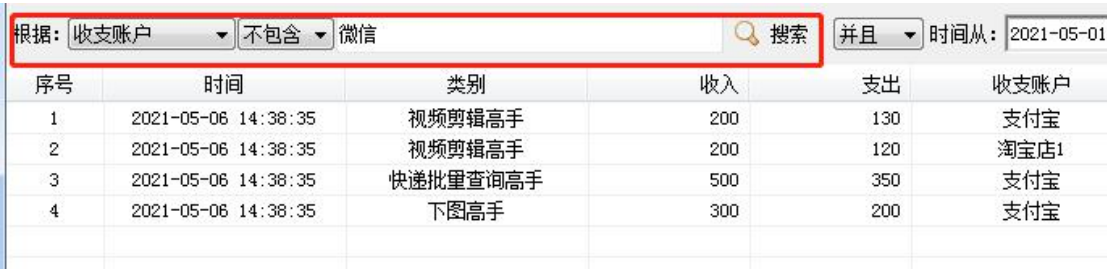 根据: 收支账户 不包含 微信 搜索 并且 时间从: 2021-05-01
序号 时间 类别 收入 支出 收支账户
1 2021-05-06 14:38:35 视频剪辑高手 200 130 支付宝
2 2021-05-06 14:38:35 视频剪辑高手 200 120 淘宝店1
3 2021-05-06 14:38:35 快递批量查询高手 500 350 支付宝
4 2021-05-06 14:38:35 下图高手 300 200 支付宝